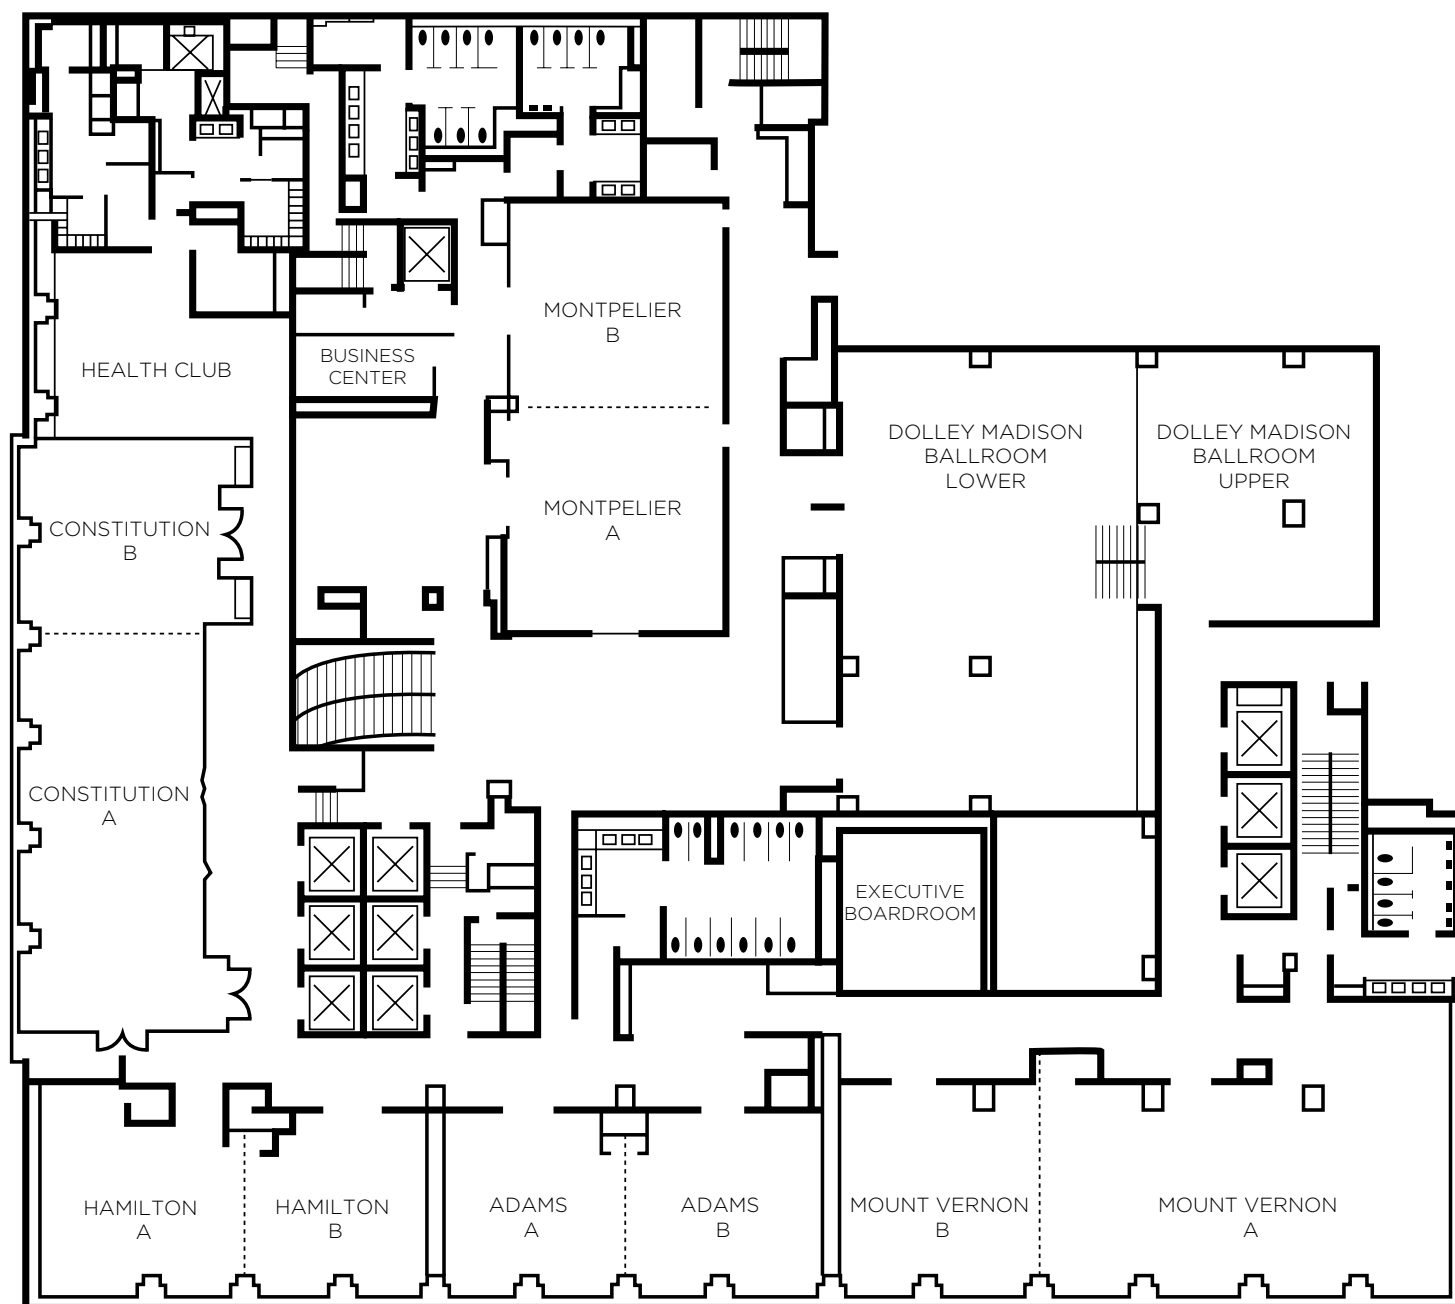 MONTPELIER
B
BUSINESS
CENTER
HEALTH CLUB
DOLLEY MADISON
BALLROOM
LOWER
DOLLEY MADISON
BALLROOM
UPPER
CONSTITUTION
B
MONTPELIER
A
CONSTITUTION
A
EXECUTIVE
BOARDROOM
HAMILTON
A
HAMILTON
B
ADAMS
A
ADAMS
B
MOUNT VERNON
B
MOUNT VERNON
A